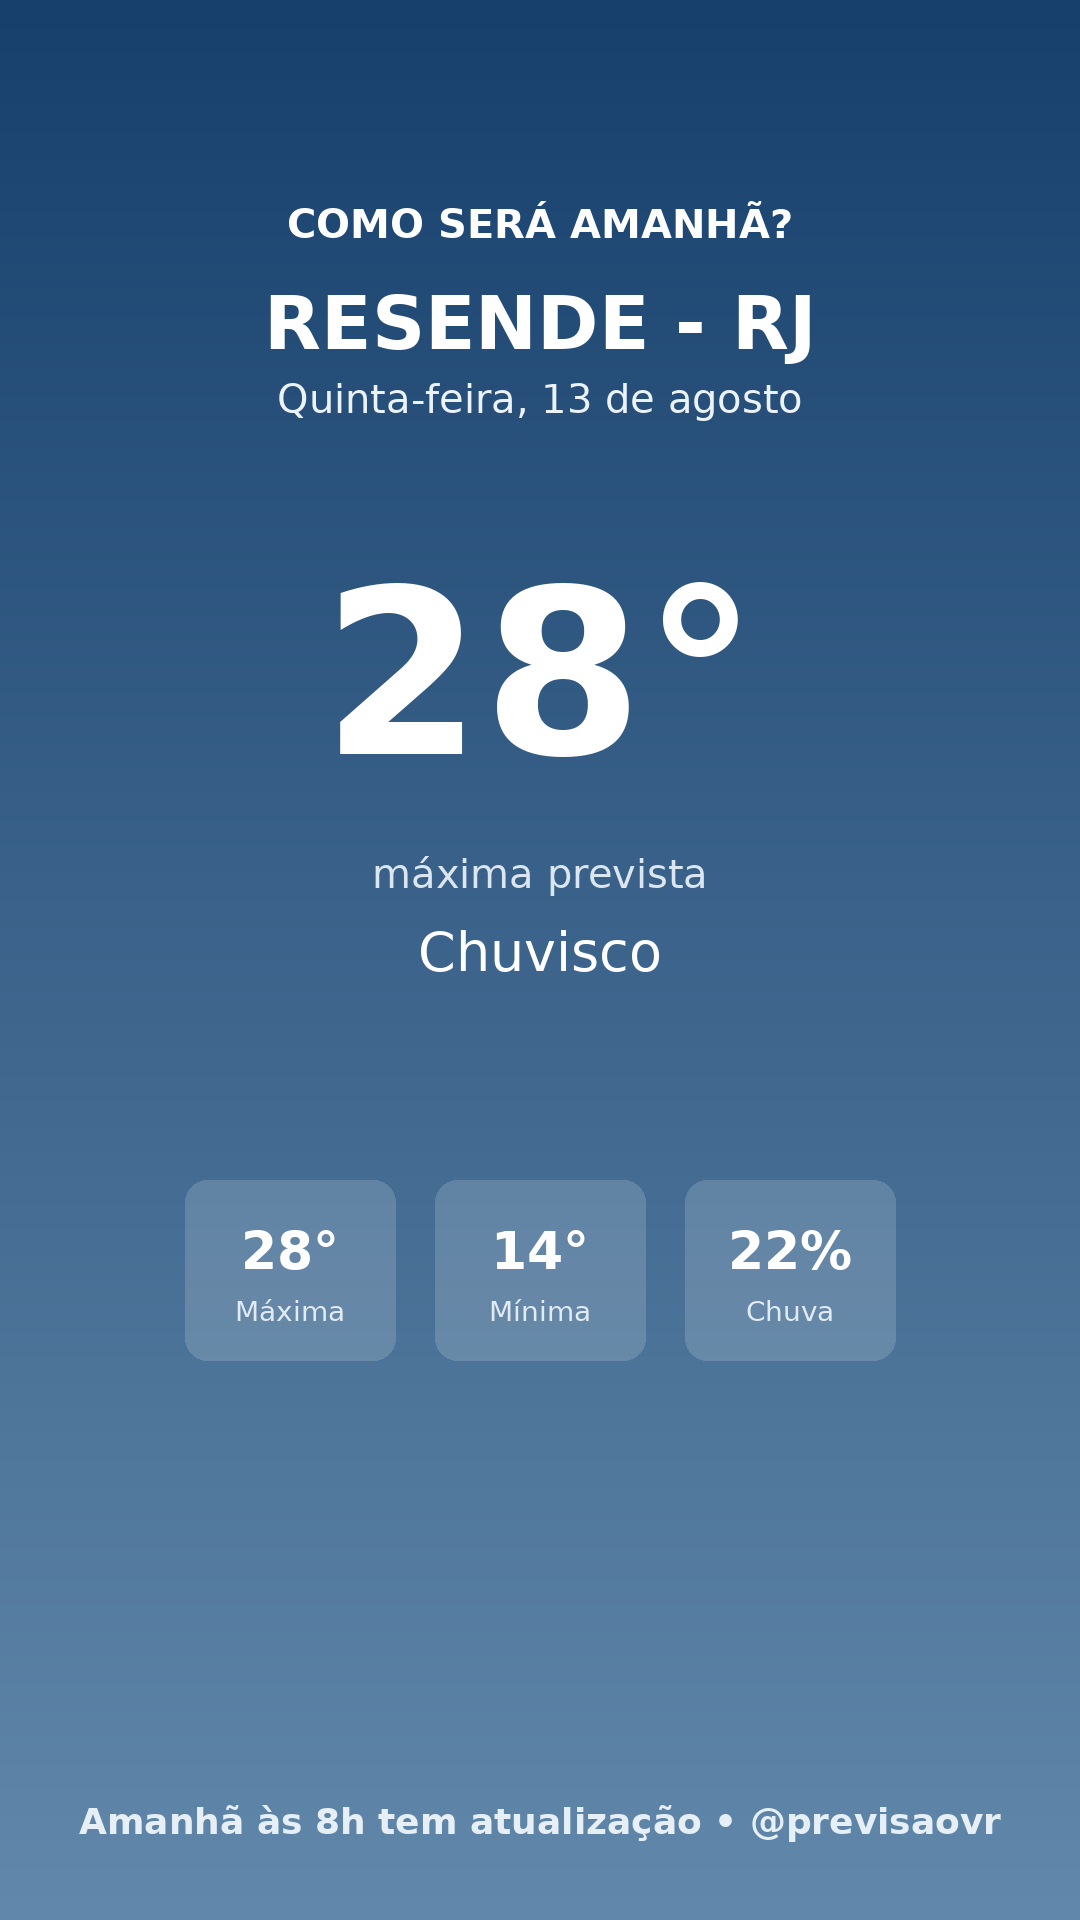 COMO SERÁ AMANHÃ?
RESENDE - RJ
Quinta-feira, 13 de agosto
28°
máxima prevista
Chuvisco
28°
Máxima
14°
Mínima
22%
Chuva
Amanhã às 8h tem atualização • @previsaovr